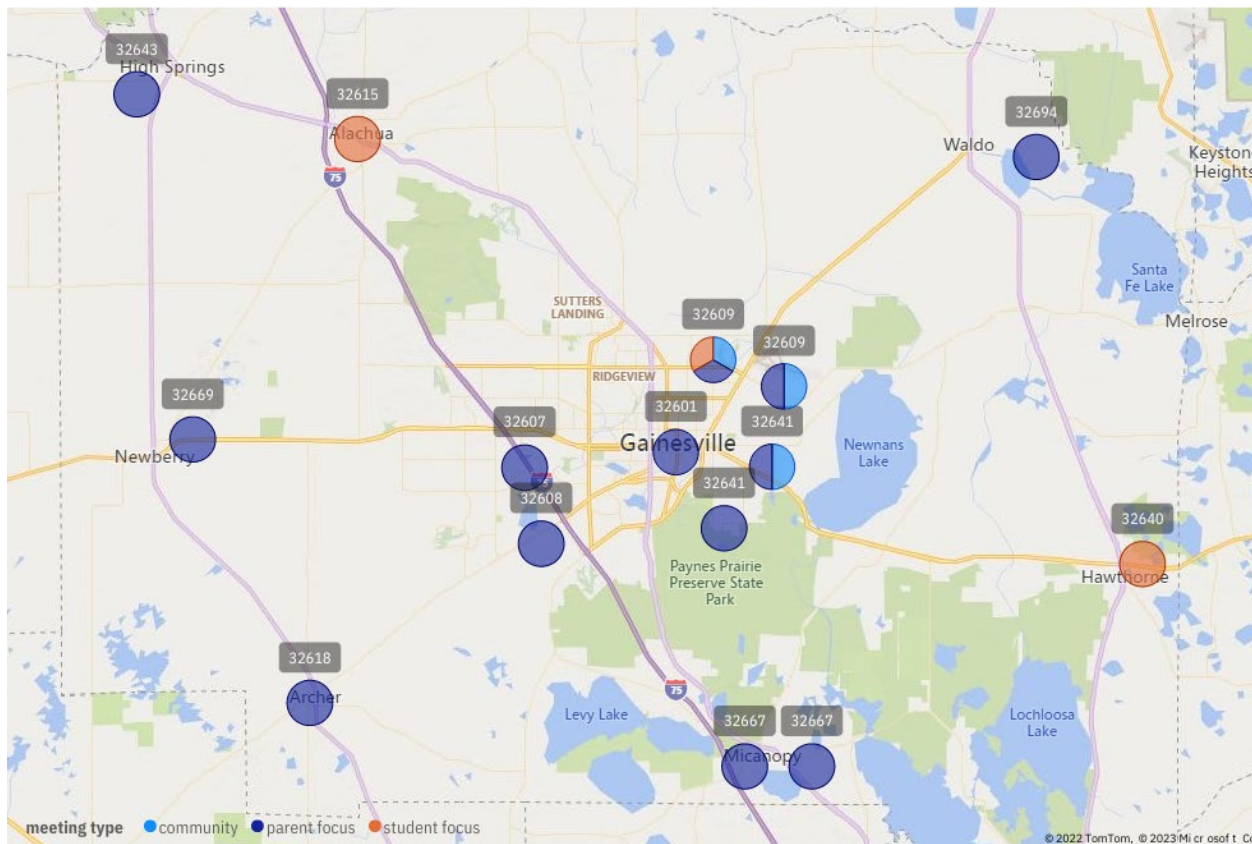 32643
High Springs
32615
Alachua
75
32694
Waldo
Keystone
Heights
Santa
Fe Lake
SUTTERS
LANDING
Melrose
32609
32609
RIDGEVIEW
32669
32601
32607
32641
Gainesville
Newnans
Lake
Newberry
32641
32608
32640
Paynes Prairie
Preserve State
Park
Hawthorne
32618
Archer
75
Levy Lake
Lochloosa
Lake
32667
32667
Micanopy
meeting type community parent focus student focus
© 2022 TomTom, © 2023 Microsoft Co